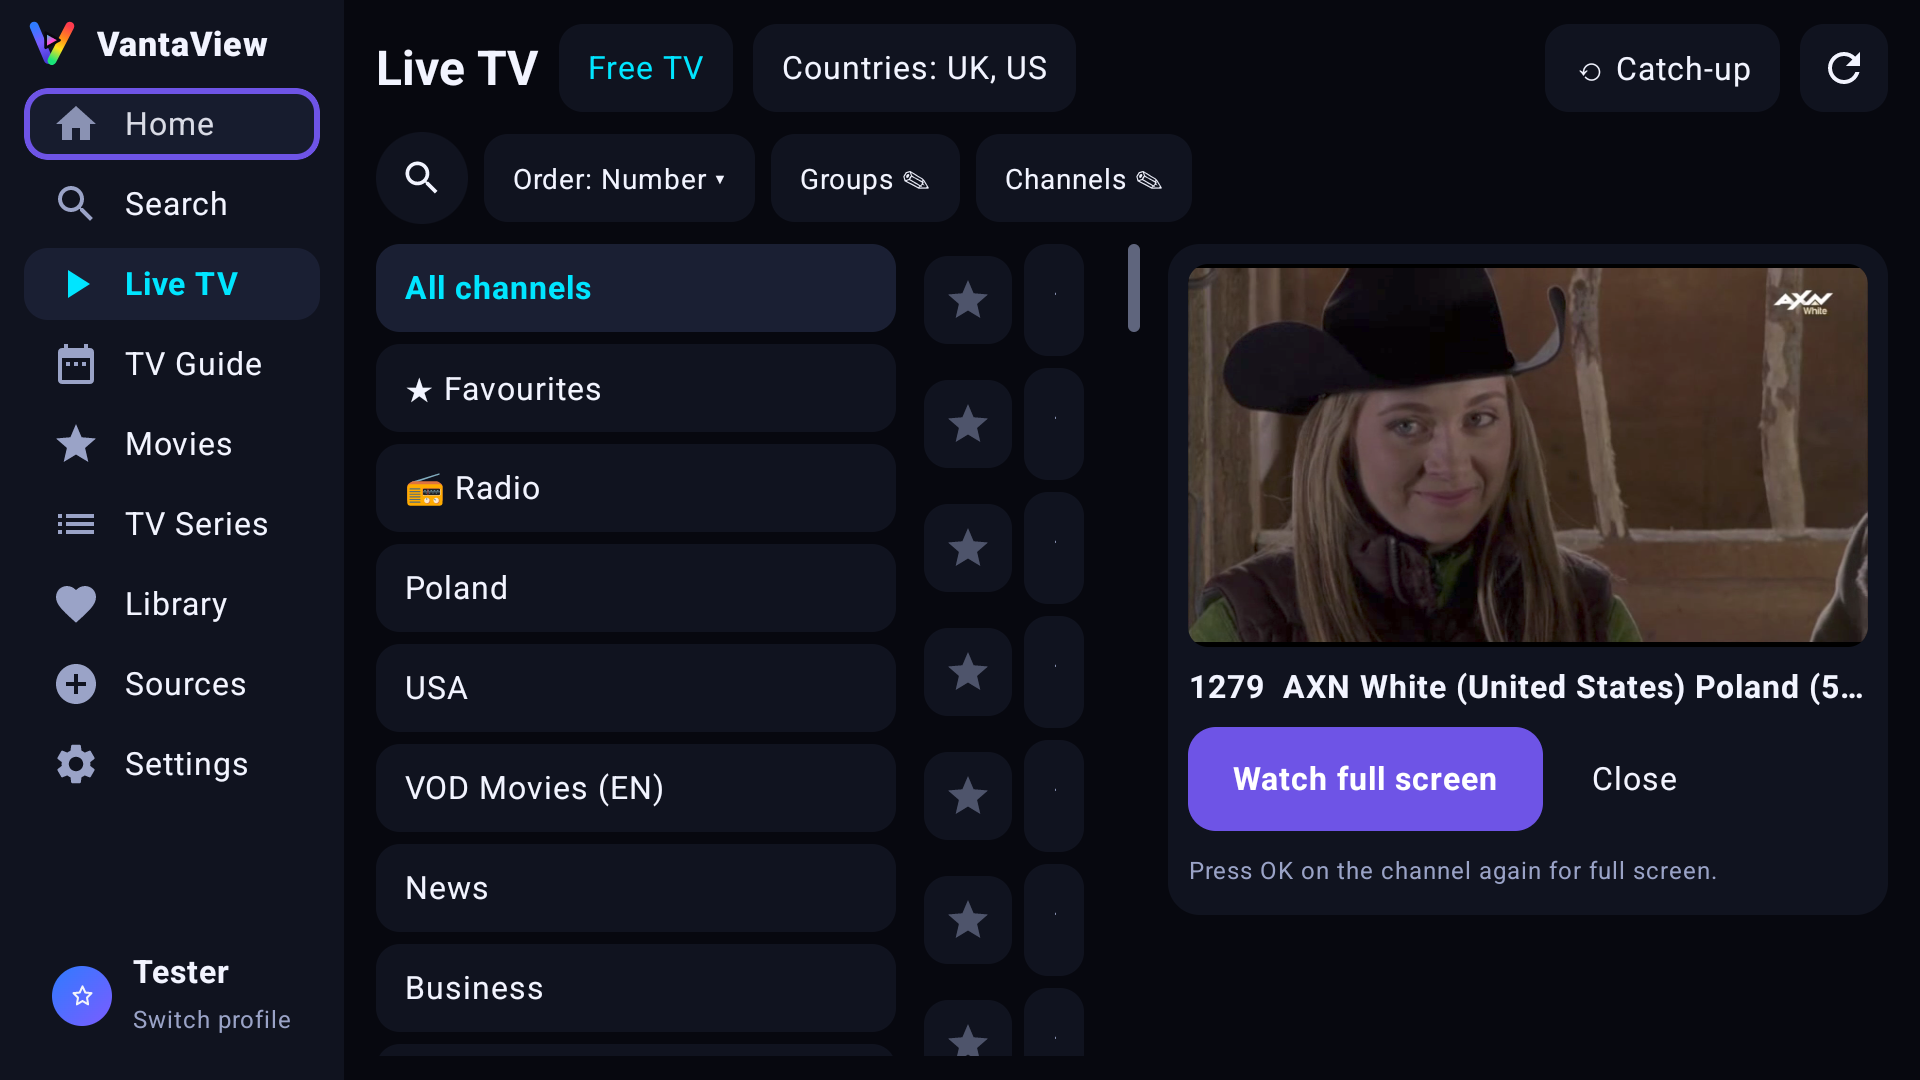 VantaView
Home
Search
Live TV
TV Guide
Movies
TV Series
Library
Sources
Settings
Tester
Switch profile
Live TV
Free TV
Countries: UK, US
Catch-up
Order: Number ▾
Groups ✎
Channels ✎
All channels
★ Favourites
📻 Radio
Poland
USA
VOD Movies (EN)
News
Business
AXN
White
1279 AXN White (United States) Poland (5…
Watch full screen
Close
Press OK on the channel again for full screen.